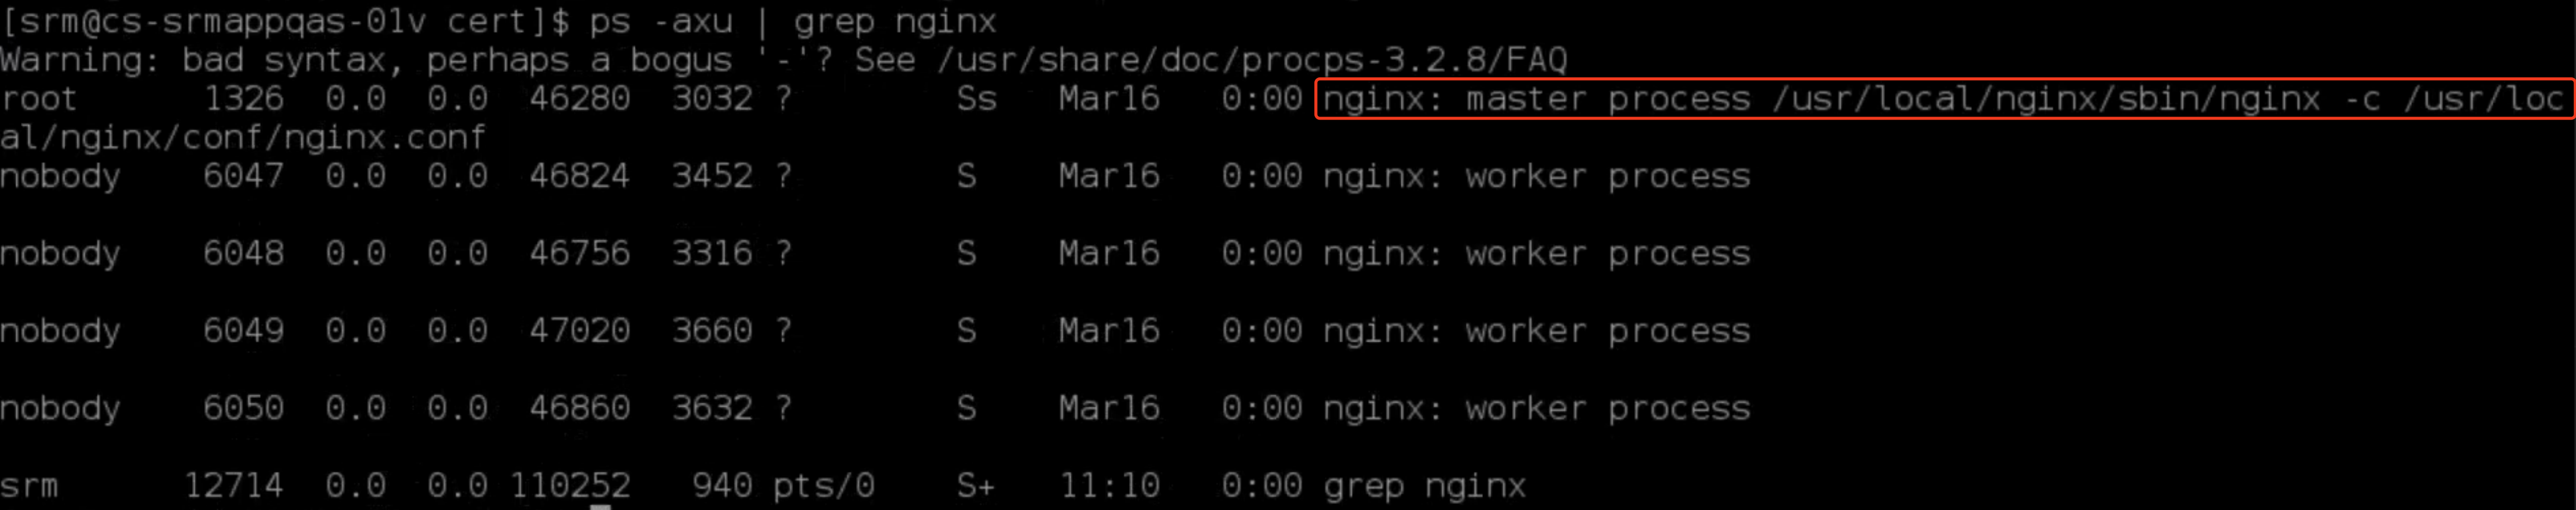 [srm@cs-srmappqas-01v cert]$ ps -axu | grep nginx
Warning: bad syntax, perhaps a bogus '-'? See /usr/share/doc/procps-3.2.8/FAQ
root      1326  0.0  0.0  46280  3032 ?        Ss   Mar16   0:00 nginx: master process /usr/local/nginx/sbin/nginx -c /usr/loc
al/nginx/conf/nginx.conf
nobody    6047  0.0  0.0  46824  3452 ?        S    Mar16   0:00 nginx: worker process
nobody    6048  0.0  0.0  46756  3316 ?        S    Mar16   0:00 nginx: worker process
nobody    6049  0.0  0.0  47020  3660 ?        S    Mar16   0:00 nginx: worker process
nobody    6050  0.0  0.0  46860  3632 ?        S    Mar16   0:00 nginx: worker process
srm      12714  0.0  0.0 110252   940 pts/0    S+   11:10   0:00 grep nginx